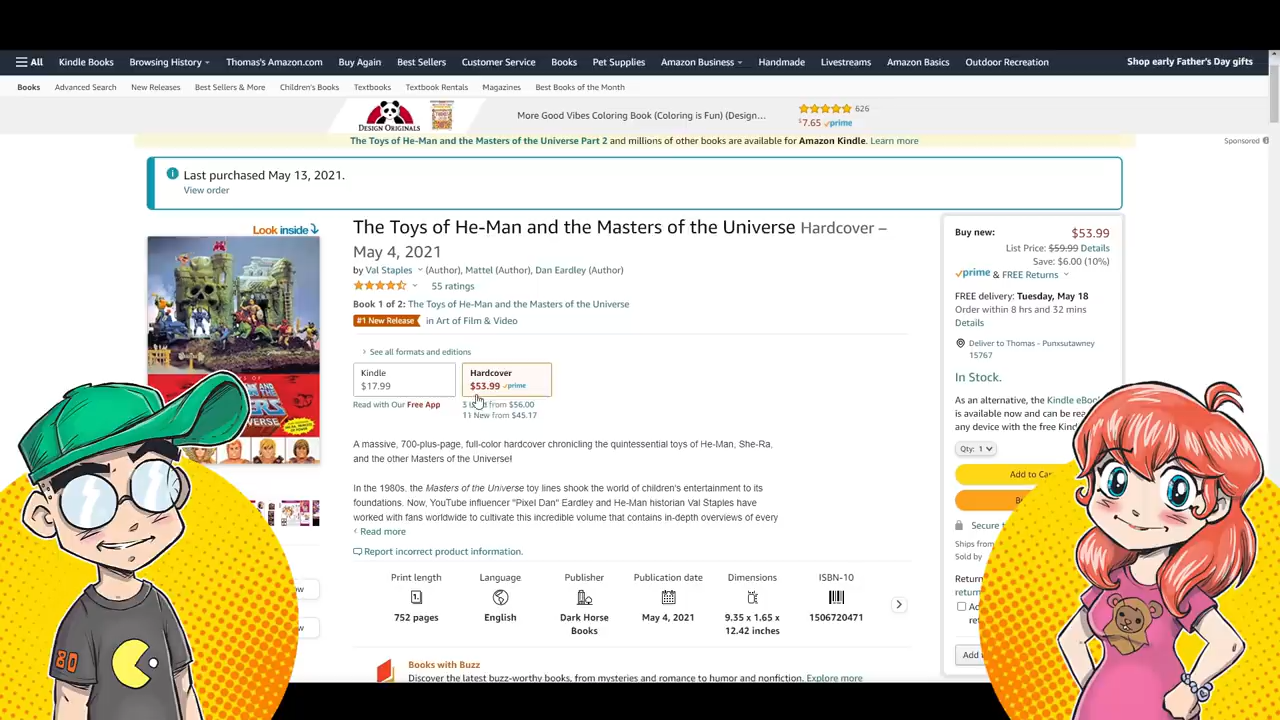 All Kindle Books Browsing History Thomas's Amazon.com Buy Again Best Sellers Customer Service Books Pet Supplies Amazon Business Handmade Livestreams Amazon Basics Outdoor Recreation Shop early Father's Day gifts
Books Advanced Search New Releases Best Sellers & More Children's Books Textbooks Textbook Rentals Magazines Best Books of the Month
DESIGN ORIGINALS More Good Vibes Coloring Book (Coloring is Fun) (Design... 626
$7.65 prime
The Toys of He-Man and the Masters of the Universe Part 2 and millions of other books are available for Amazon Kindle. Learn more
Sponsored
Last purchased May 13, 2021.
View order
Look inside
The Toys of He-Man and the Masters of the Universe Hardcover –
May 4, 2021
by Val Staples (Author), Mattel (Author), Dan Eardley (Author)
55 ratings
Book 1 of 2: The Toys of He-Man and the Masters of the Universe
#1 New Release in Art of Film & Video
See all formats and editions
Kindle
$17.99
Read with Our Free App
Hardcover
$53.99 prime
from $56.00
11 New from $45.17
A massive, 700-plus-page, full-color hardcover chronicling the quintessential toys of He-Man, She-Ra,
and the other Masters of the Universe!
In the 1980s, the Masters of the Universe toy lines shook the world of children's entertainment to its
foundations. Now, YouTube influencer "Pixel Dan" Eardley and He-Man historian Val Staples have
worked with fans worldwide to cultivate this incredible volume that contains in-depth overviews of every
Read more
Report incorrect product information.
Print length
752 pages
Language
English
Publisher
Dark Horse
Books
Publication date
May 4, 2021
Dimensions
9.35 x 1.65 x
12.42 inches
ISBN-10
1506720471
Books with Buzz
Discover the latest buzz-worthy books, from mysteries and romance to humor and nonfiction. Explore more
Buy new: $53.99
List Price: $59.99 Details
Save: $6.00 (10%)
prime & FREE Returns
FREE delivery: Tuesday, May 18
Order within 8 hrs and 32 mins
Details
Deliver to Thomas - Punxsutawney
15767
In Stock.
As an alternative, the Kindle eBo
is available now and can be rea
any device with the free Kind
Qty: 1
Add to Ca
Secure t
Ships from
Sold by
Return
80